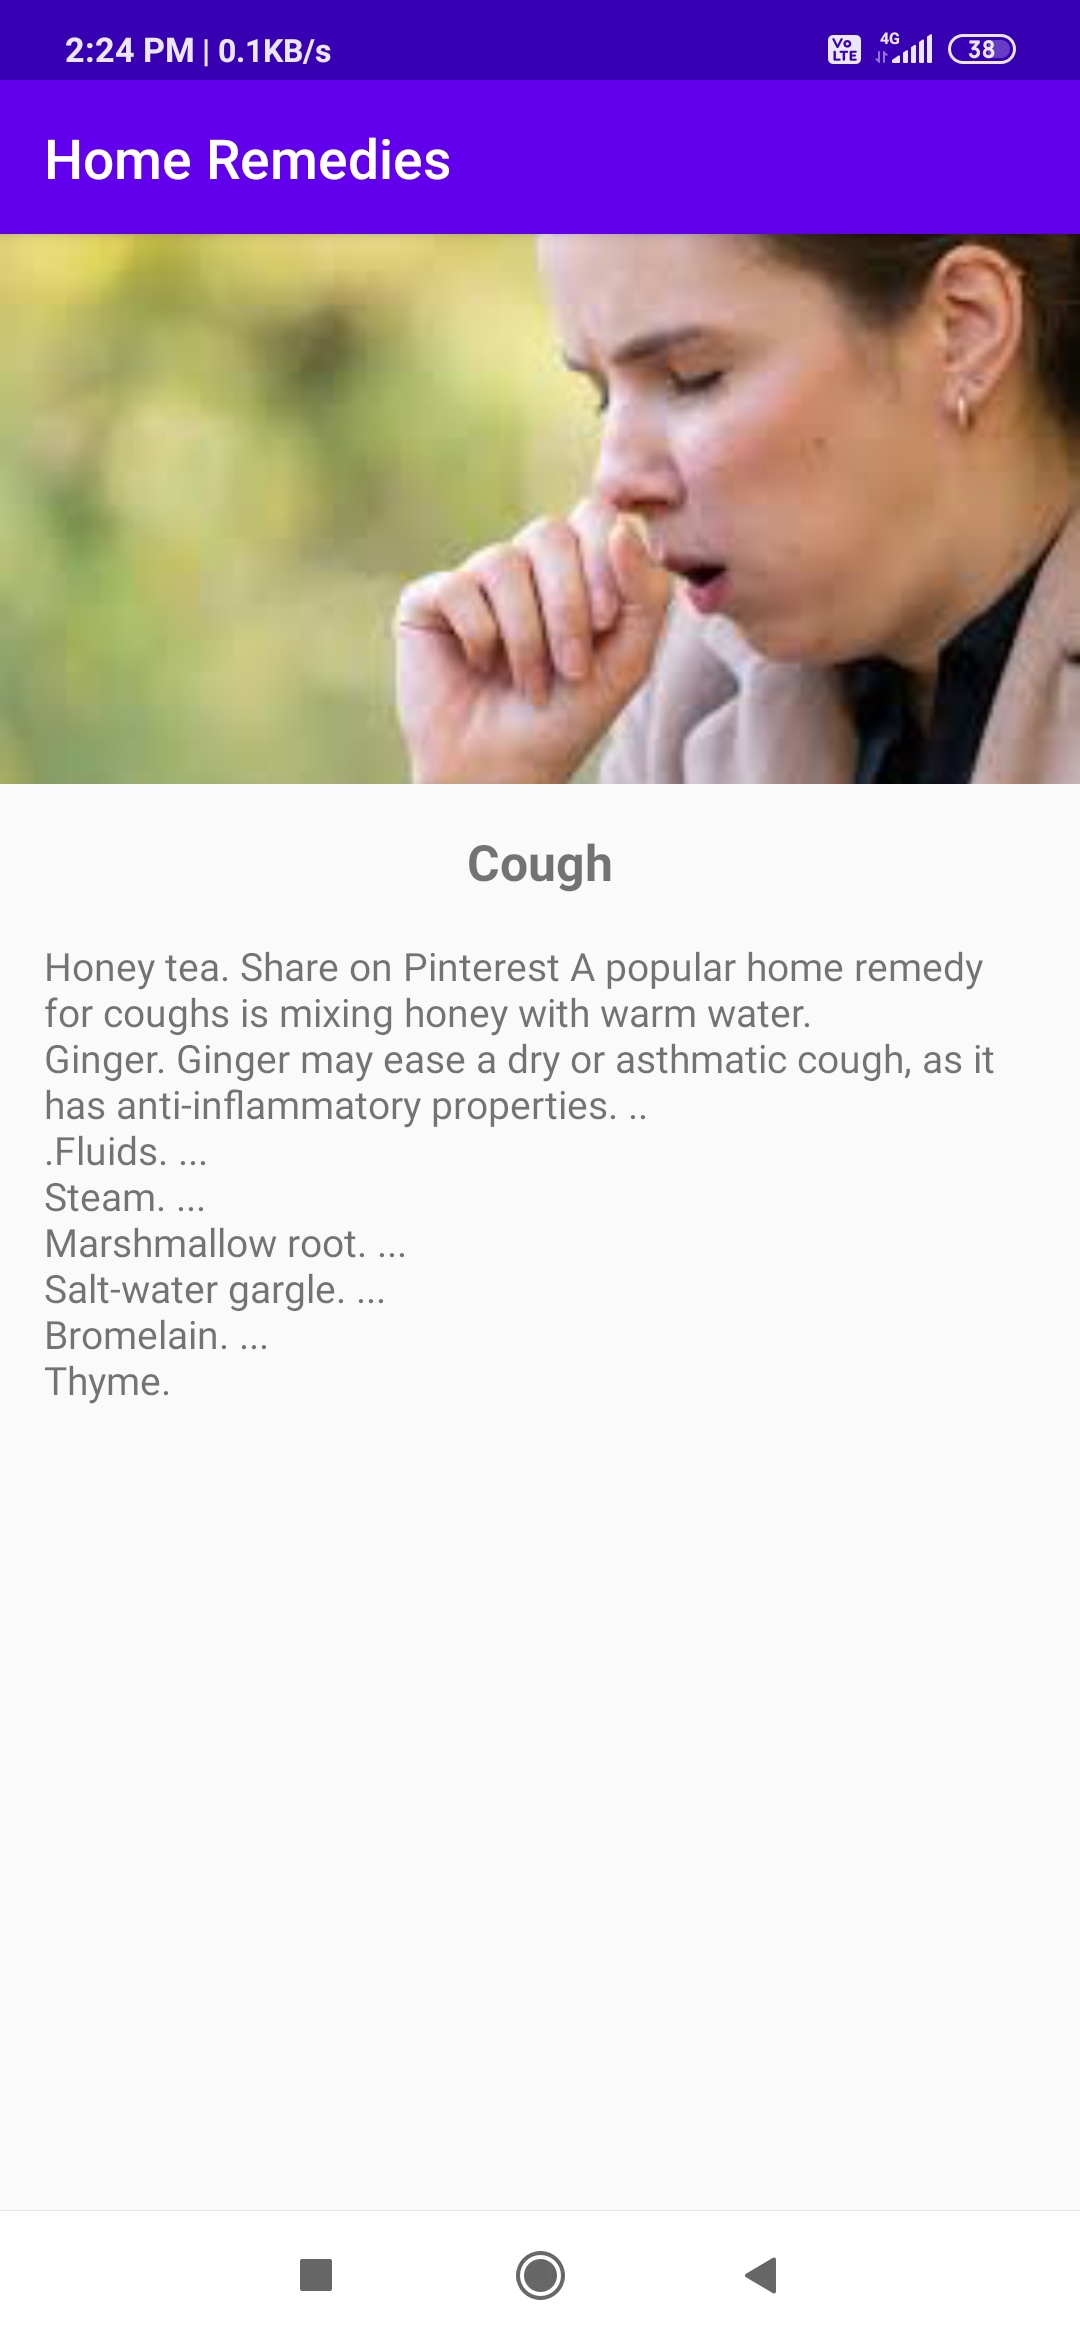 2:24 PM | 0.1KB/s
Vo LTE 4G 38
Home Remedies
Cough
Honey tea. Share on Pinterest A popular home remedy
for coughs is mixing honey with warm water.
Ginger. Ginger may ease a dry or asthmatic cough, as it
has anti-inflammatory properties. ..
.Fluids. ...
Steam. ...
Marshmallow root. ...
Salt-water gargle. ...
Bromelain. ...
Thyme.